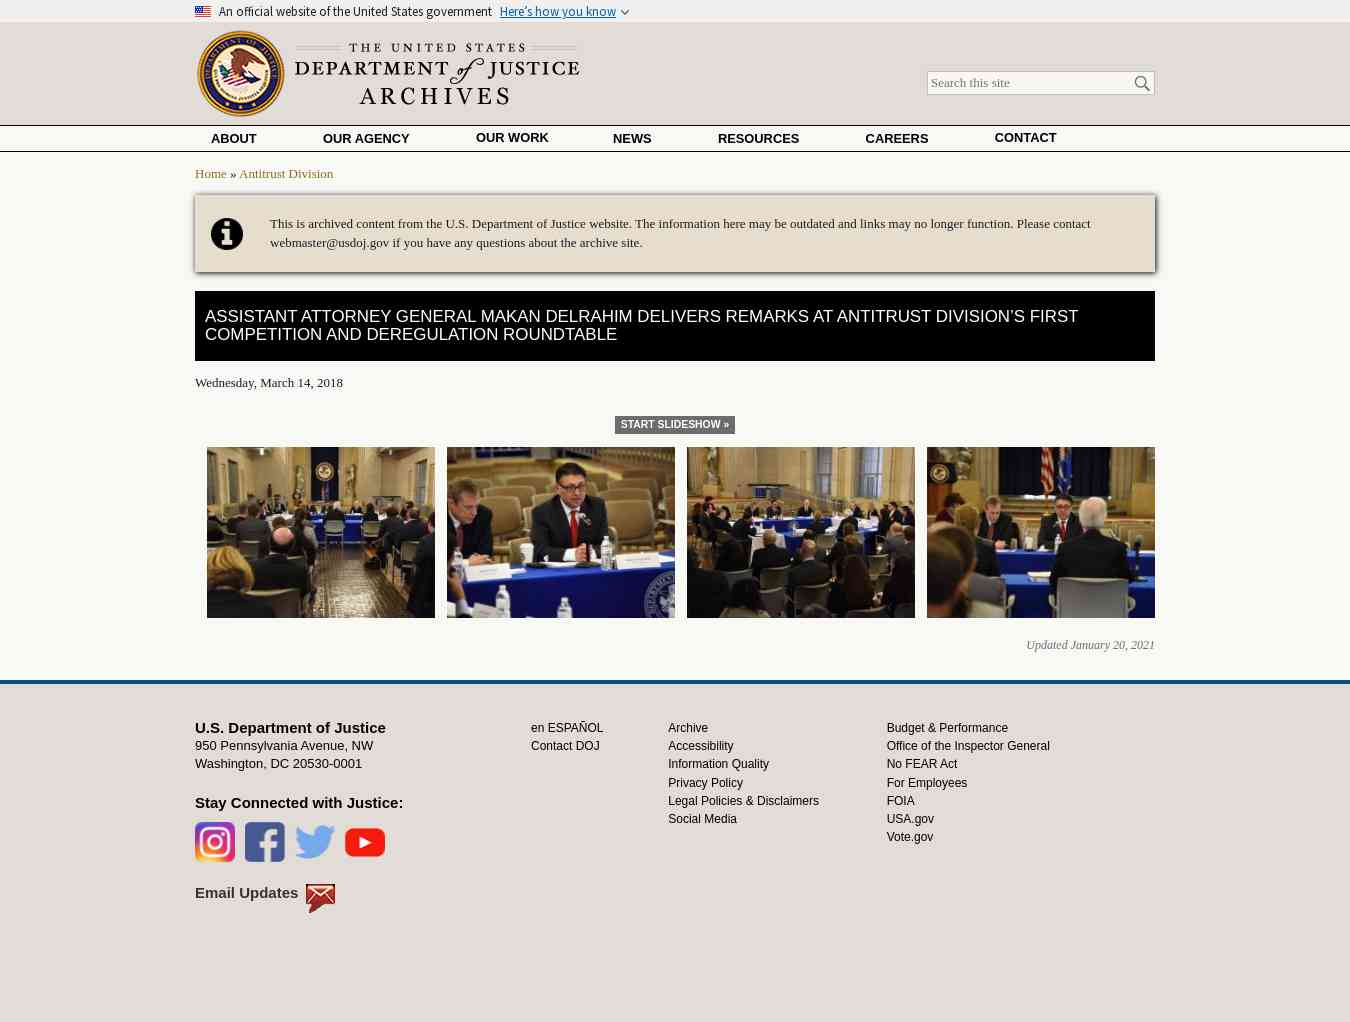 An official website of the United States government Here's how you know
THE UNITED STATES
DEPARTMENT of JUSTICE
ARCHIVES
Search this site
ABOUT OUR AGENCY OUR WORK NEWS RESOURCES CAREERS CONTACT
Home » Antitrust Division
This is archived content from the U.S. Department of Justice website. The information here may be outdated and links may no longer function. Please contact
webmaster@usdoj.gov if you have any questions about the archive site.
ASSISTANT ATTORNEY GENERAL MAKAN DELRAHIM DELIVERS REMARKS AT ANTITRUST DIVISION’S FIRST
COMPETITION AND DEREGULATION ROUNDTABLE
Wednesday, March 14, 2018
START SLIDESHOW »
Updated January 20, 2021
U.S. Department of Justice
950 Pennsylvania Avenue, NW
Washington, DC 20530-0001
Stay Connected with Justice:
Email Updates
en ESPAÑOL
Contact DOJ
Archive
Accessibility
Information Quality
Privacy Policy
Legal Policies & Disclaimers
Social Media
Budget & Performance
Office of the Inspector General
No FEAR Act
For Employees
FOIA
USA.gov
Vote.gov